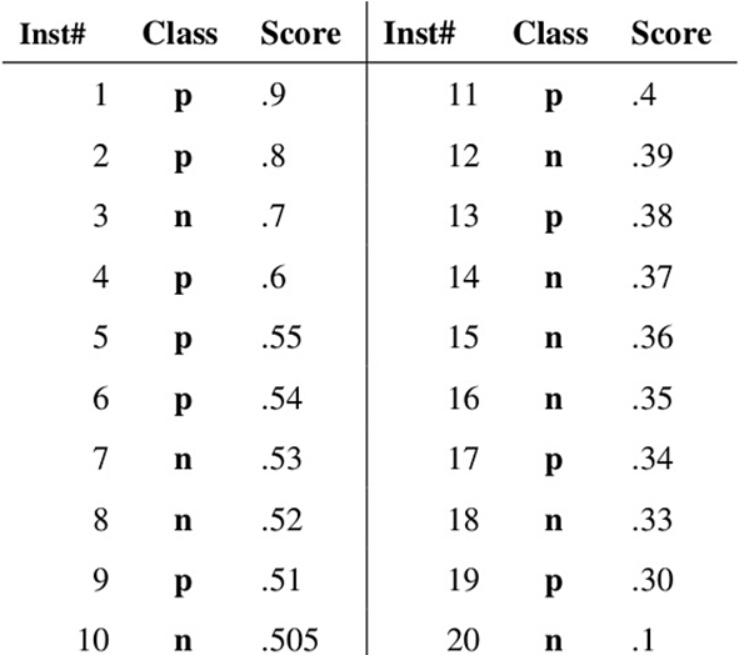 Inst# Class Score Inst# Class Score
1 p .9 11 p .4
2 p .8 12 n .39
3 n .7 13 p .38
4 p .6 14 n .37
5 p .55 15 n .36
6 p .54 16 n .35
7 n .53 17 p .34
8 n .52 18 n .33
9 p .51 19 p .30
10 n .505 20 n .1